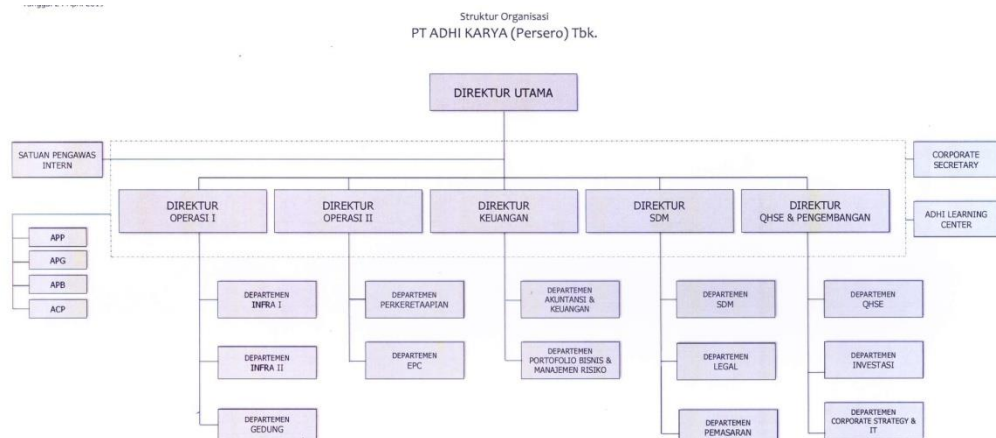 Struktur Organisasi
PT ADHI KARYA (Persero) Tbk.
DIREKTUR UTAMA
SATUAN PENGAWAS
INTERN
CORPORATE
SECRETARY
DIREKTUR
OPERASI I
DIREKTUR
OPERASI II
DIREKTUR
KEUANGAN
DIREKTUR
SDM
DIREKTUR
QHSE & PENGEMBANGAN
ADHI LEARNING
CENTER
APP
APG
APB
ACP
DEPARTEMEN
INFRA I
DEPARTEMEN
PERKERETAAPIAN
DEPARTEMEN
AKUNTANSI &
KEUANGAN
DEPARTEMEN
SDM
DEPARTEMEN
QHSE
DEPARTEMEN
INFRA II
DEPARTEMEN
EPC
DEPARTEMEN
PORTOFOLIO BISNIS &
MANAJEMEN RISIKO
DEPARTEMEN
LEGAL
DEPARTEMEN
INVESTASI
DEPARTEMEN
GEDUNG
DEPARTEMEN
PEMASARAN
DEPARTEMEN
CORPORATE STRATEGY &
IT